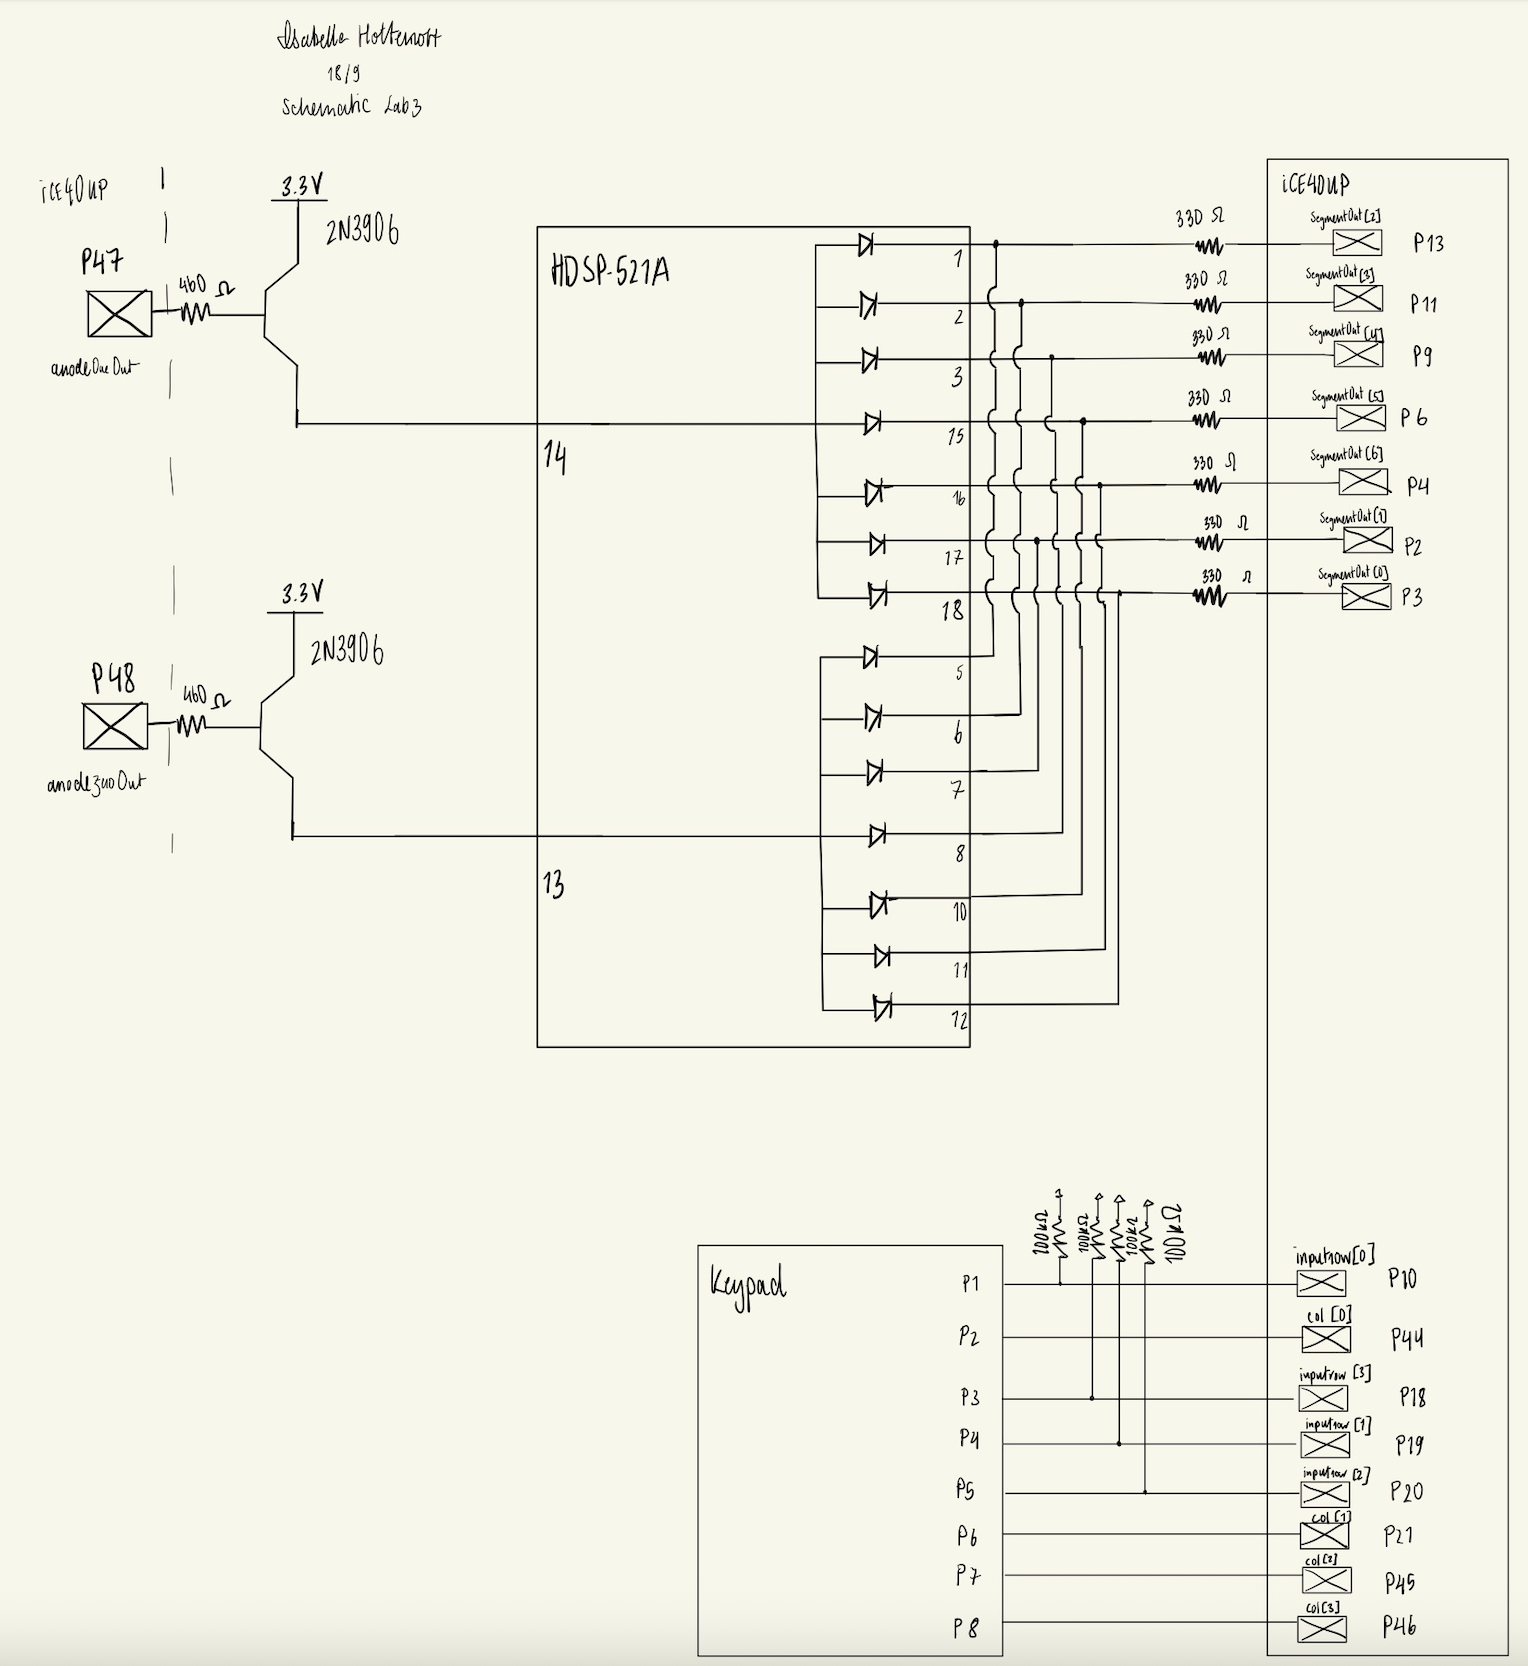 Isabella
18/9
Schematic Lab3
iCE40UP
3.3V
2N3906
P47
460 Ω
anodeOneOut
3.3V
2N3906
P48
460 Ω
Out
HDSP-521A
14
13
1
2
3
15
16
17
18
5
6
7
8
10
11
12
330 Ω
330 Ω
330 Ω
330 Ω
330 Ω
330 Ω
330 Ω
iCE40UP
SegmentOut[2]
P13
SegmentOut[3]
P11
SegmentOut[4]
P9
SegmentOut[5]
P6
SegmentOut[6]
P4
SegmentOut[1]
P2
SegmentOut[0]
P3
100kΩ
100kΩ
100kΩ
100kΩ
Keypad
P1
P2
P3
P4
P5
P6
P7
P8
inputrow[0]
P10
col[0]
P44
inputrow[3]
P18
inputrow[1]
P19
inputrow[2]
P20
col[1]
P21
col[2]
P45
col[3]
P46